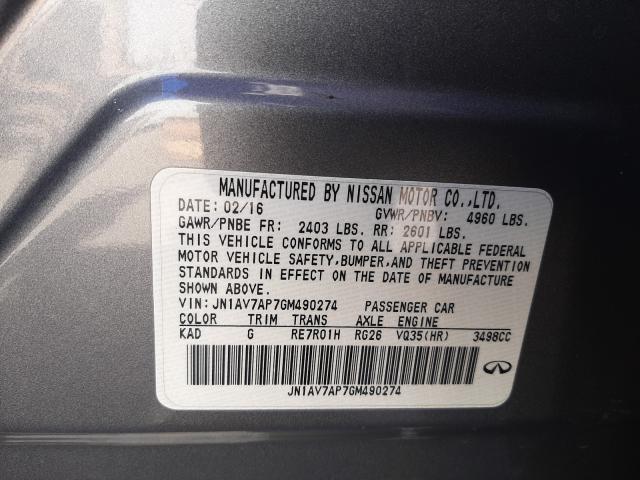 MANUFACTURED BY NISSAN MOTOR CO.,LTD.
DATE: 02/16 GVWR/PNBV: 4960 LBS.
GAWR/PNBE FR: 2403 LBS. RR: 2601 LBS.
THIS VEHICLE CONFORMS TO ALL APPLICABLE FEDERAL
MOTOR VEHICLE SAFETY,BUMPER,AND THEFT PREVENTION
STANDARDS IN EFFECT ON THE DATE OF MANUFACTURE
SHOWN ABOVE.
VIN: JN1AV7AP7GM490274 PASSENGER CAR
COLOR TRIM TRANS AXLE ENGINE
KAD G RE7R01H RG26 VQ35(HR) 3498CC
JN1AV7AP7GM490274